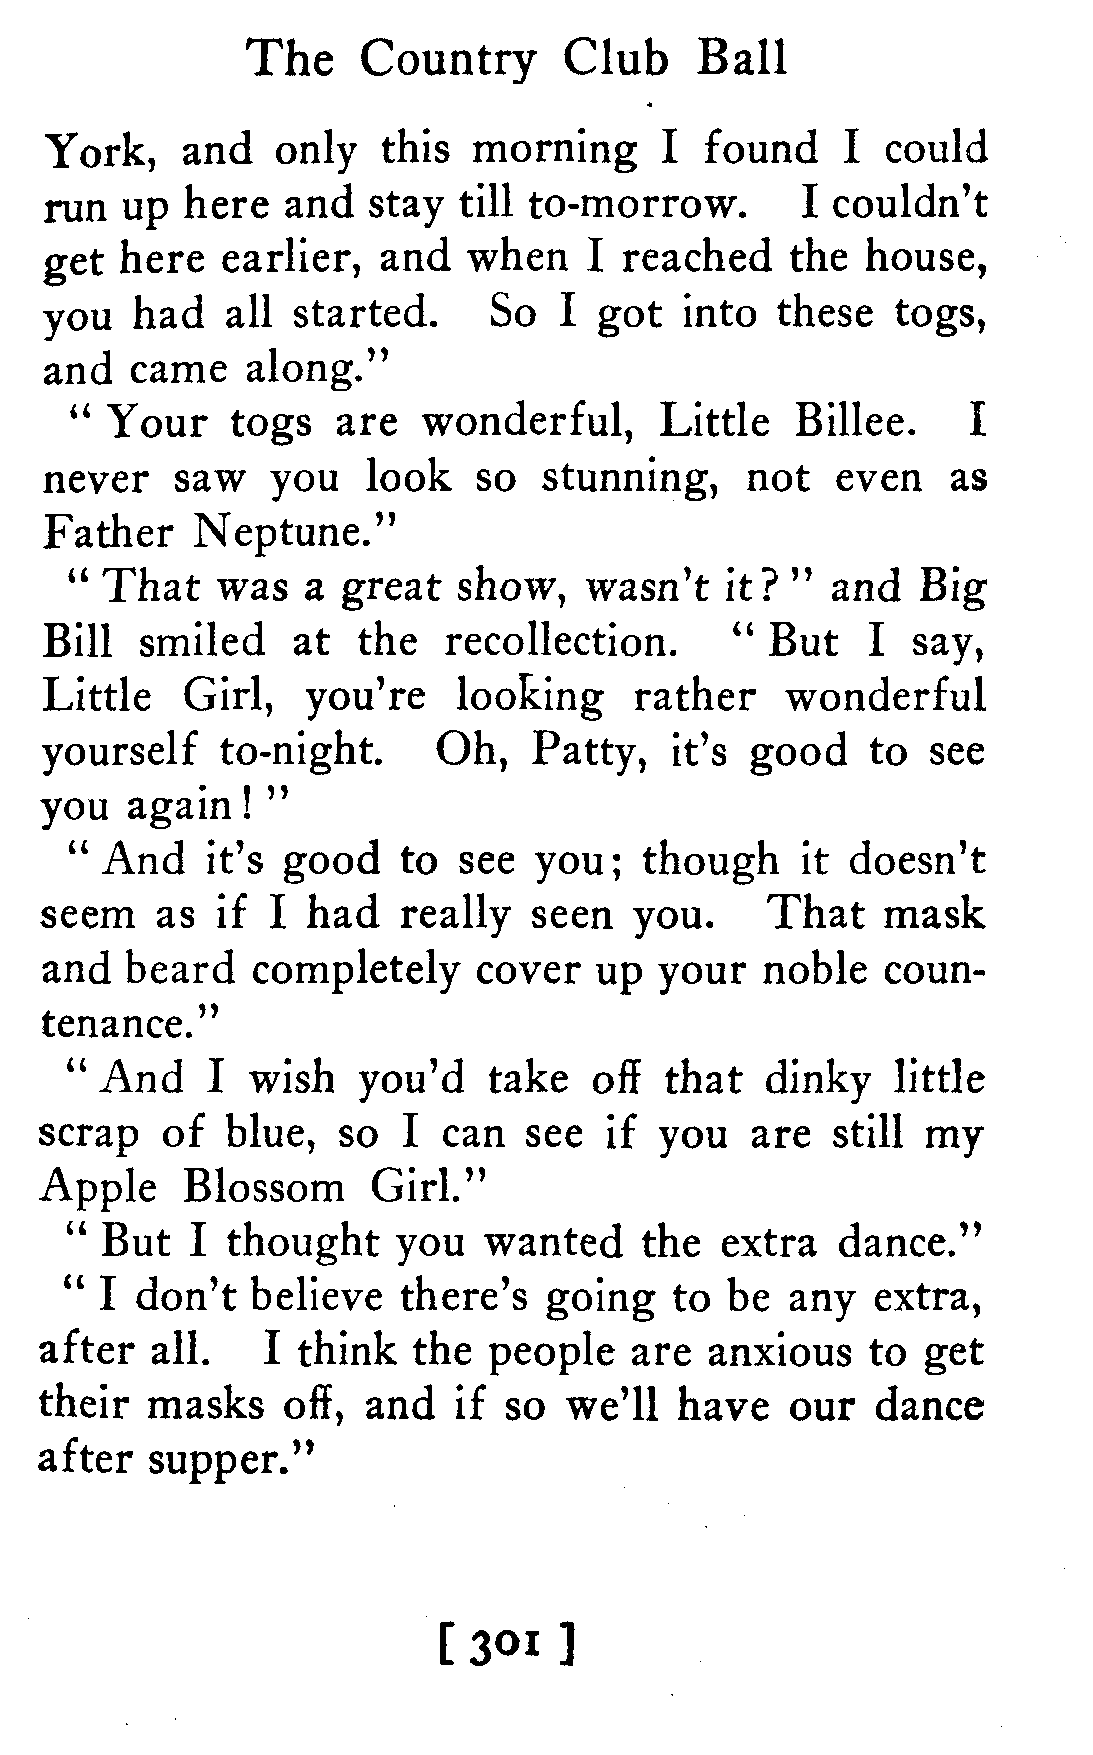 The Country Club Ball
York, and only this morning I found I could
run up here and stay till to-morrow. I couldn't
get here earlier, and when I reached the house,
you had all started. So I got into these togs,
and came along."
" Your togs are wonderful, Little Billee. I
never saw you look so stunning, not even as
Father Neptune."
" That was a great show, wasn't it? " and Big
Bill smiled at the recollection. " But I say,
Little Girl, you're looking rather wonderful
yourself to-night. Oh, Patty, it's good to see
you again! "
" And it's good to see you; though it doesn't
seem as if I had really seen you. That mask
and beard completely cover up your noble coun-
tenance."
" And I wish you'd take off that dinky little
scrap of blue, so I can see if you are still my
Apple Blossom Girl."
" But I thought you wanted the extra dance."
" I don't believe there's going to be any extra,
after all. I think the people are anxious to get
their masks off, and if so we'll have our dance
after supper."
[ 301 ]